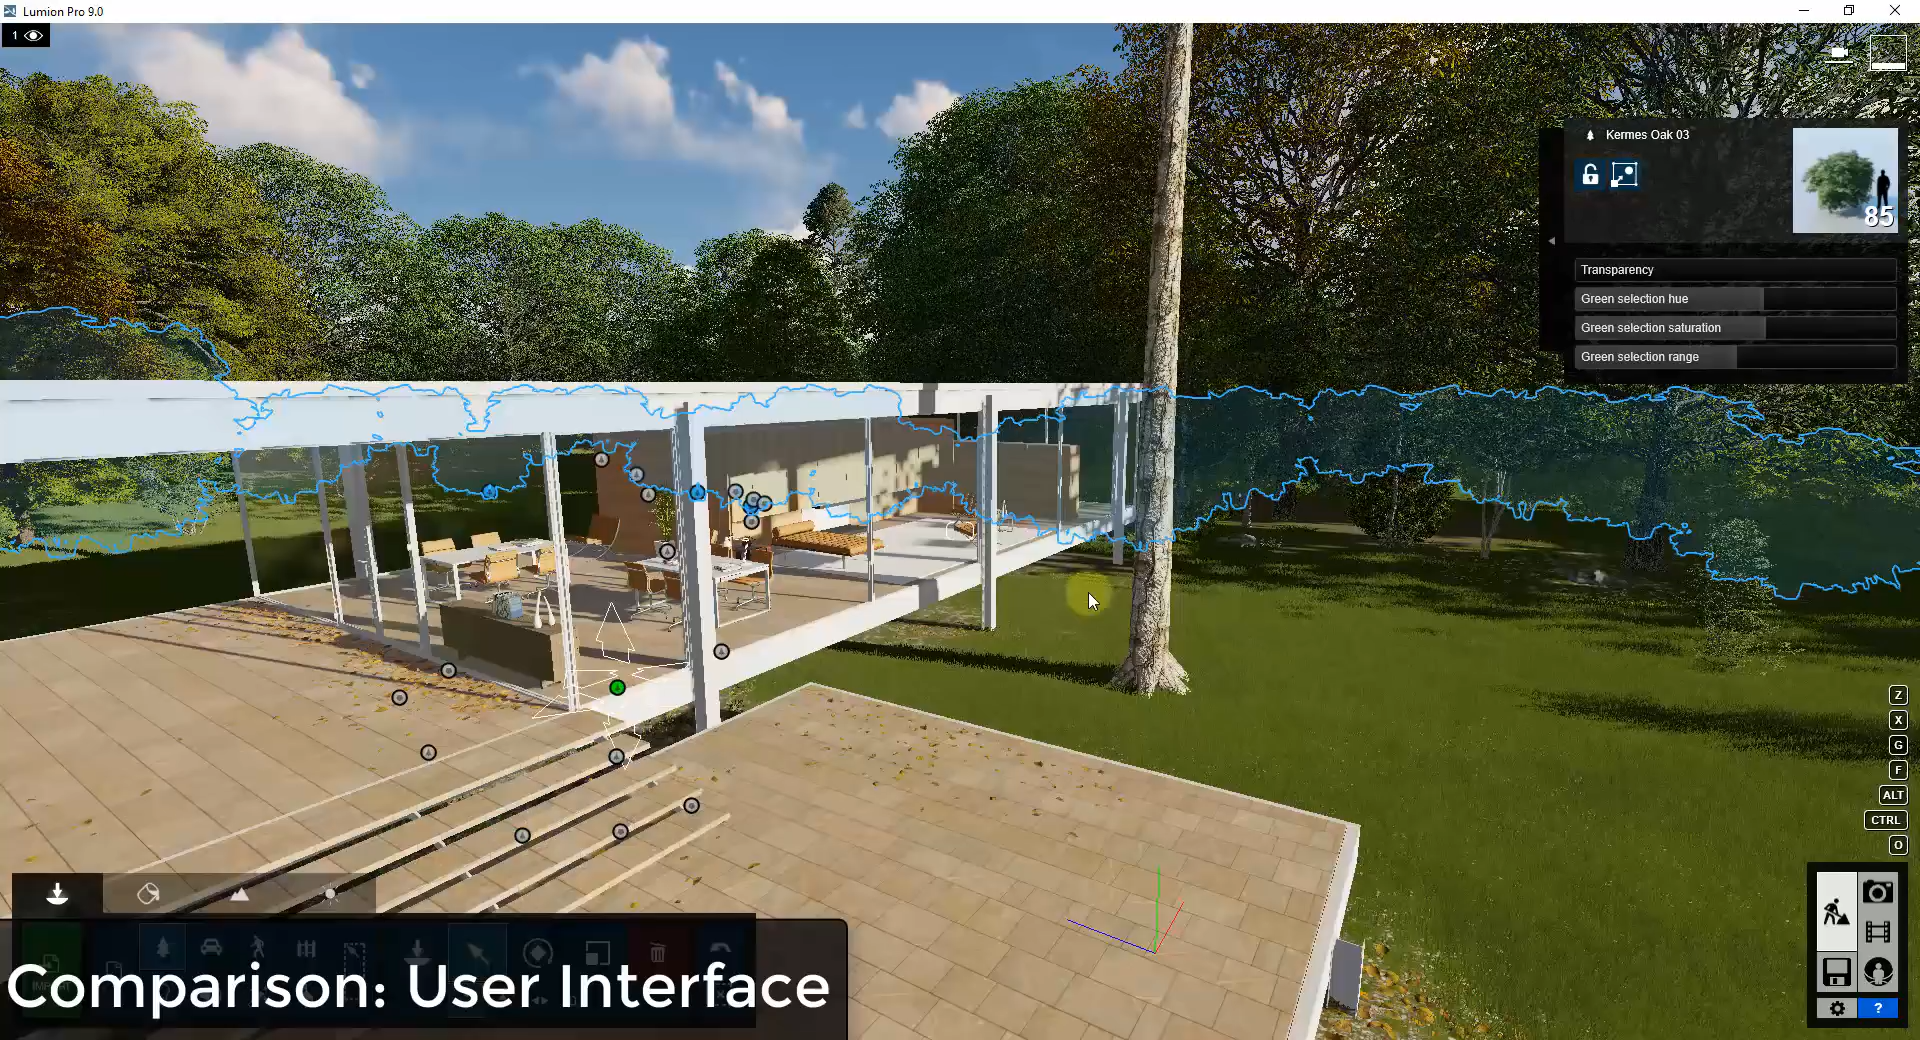 Lumion Pro 9.0
1
Kermes Oak 03
85
Transparency
Green selection hue
Green selection saturation
Green selection range
Z
X
G
F
ALT
CTRL
O
?
Comparison: User Interface